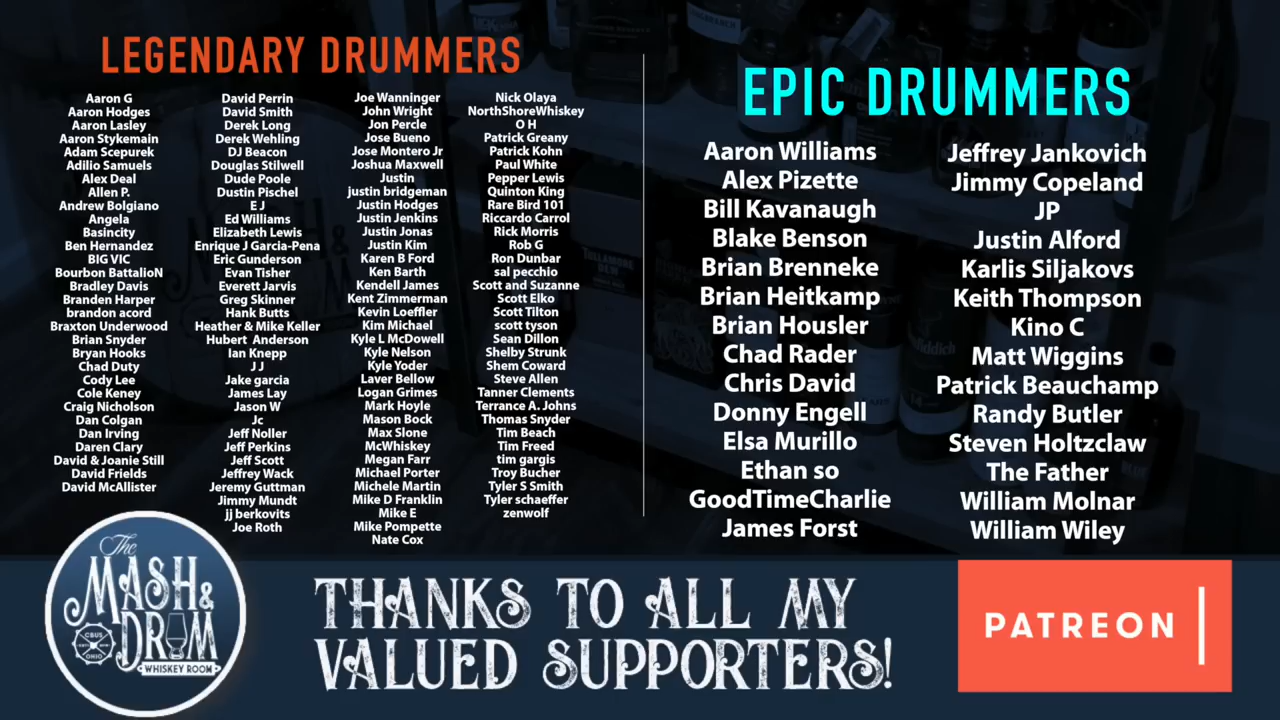 LEGENDARY DRUMMERS
Aaron G
Aaron Hodges
Aaron Lasley
Aaron Stykemain
Adam Scepurek
Adilio Samuels
Alex Deal
Allen P.
Andrew Bolgiano
Angela
Basincity
Ben Hernandez
BIG VIC
Bourbon BattalioN
Bradley Davis
Branden Harper
brandon acord
Braxton Underwood
Brian Snyder
Bryan Hooks
Chad Duty
Cody Lee
Cole Keney
Craig Nicholson
Dan Colgan
Dan Irving
Daren Clary
David & Joanie Still
David Fields
David McAllister
David Perrin
David Smith
Derek Long
Derek Wehling
DJ Beacon
Douglas Stilwell
Dude Poole
Dustin Pischel
E J
Ed Williams
Elizabeth Lewis
Enrique J Garcia-Pena
Eric Gunderson
Evan Tisher
Everett Jarvis
Greg Skinner
Hank Butts
Heather & Mike Keller
Hubert Anderson
Ian Knepp
J J
Jake garcia
James Lay
Jason W
Jc
Jeff Noller
Jeff Perkins
Jeff Scott
Jeffrey Wack
Jeremy Guttman
Jimmy Mundt
jj berkovits
Joe Roth
Joe Wanninger
John Wright
Jon Percle
Jose Bueno
Jose Montero Jr
Joshua Maxwell
Justin
justin bridgeman
Justin Hodges
Justin Jenkins
Justin Jonas
Justin Kim
Karen B Ford
Ken Barth
Kendell James
Kent Zimmerman
Kevin Loeffler
Kim Michael
Kyle L McDowell
Kyle Nelson
Kyle Yoder
Laver Bellow
Logan Grimes
Mark Hoyle
Mason Bock
Max Slone
McWhiskey
Megan Farr
Michael Porter
Michele Martin
Mike D Franklin
Mike E
Mike Pompette
Nate Cox
Nick Olaya
NorthShoreWhiskey
O H
Patrick Greany
Patrick Kohn
Paul White
Pepper Lewis
Quinton King
Rare Bird 101
Riccardo Carrol
Rick Morris
Rob G
Ron Dunbar
sal pecchio
Scott and Suzanne
Scott Elko
Scott Tilton
scott tyson
Sean Dillon
Shelby Strunk
Shem Coward
Steve Allen
Tanner Clements
Terrance A. Johns
Thomas Snyder
Tim Beach
Tim Freed
tim gargis
Troy Bucher
Tyler S Smith
Tyler schaeffer
zenwolf
EPIC DRUMMERS
Aaron Williams
Alex Pizette
Bill Kavanaugh
Blake Benson
Brian Brenneke
Brian Heitkamp
Brian Housler
Chad Rader
Chris David
Donny Engell
Elsa Murillo
Ethan so
GoodTimeCharlie
James Forst
Jeffrey Jankovich
Jimmy Copeland
JP
Justin Alford
Karlis Siljakovs
Keith Thompson
Kino C
Matt Wiggins
Patrick Beauchamp
Randy Butler
Steven Holtzclaw
The Father
William Molnar
William Wiley
The
MASH &
DRUM
CBUS
OHIO
WHISKEY ROOM
THANKS TO ALL MY
VALUED SUPPORTERS!
PATREON